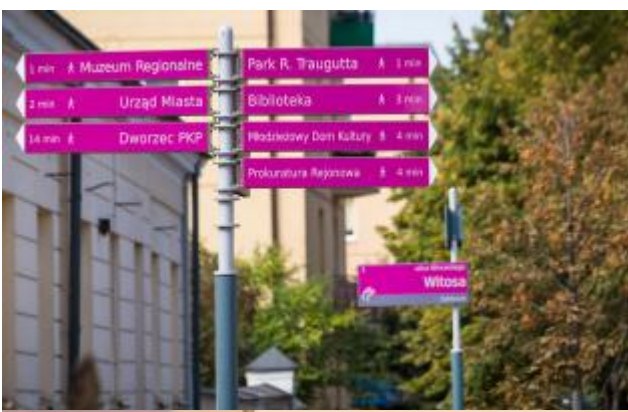 1 min Muzeum Regionalne
2 min Urząd Miasta
14 min Dworzec PKP
Park R. Traugutta 1 min
Biblioteka 3 min
Młodzieżowy Dom Kultury 4 min
Prokuratura Rejonowa 4 min
Witosa